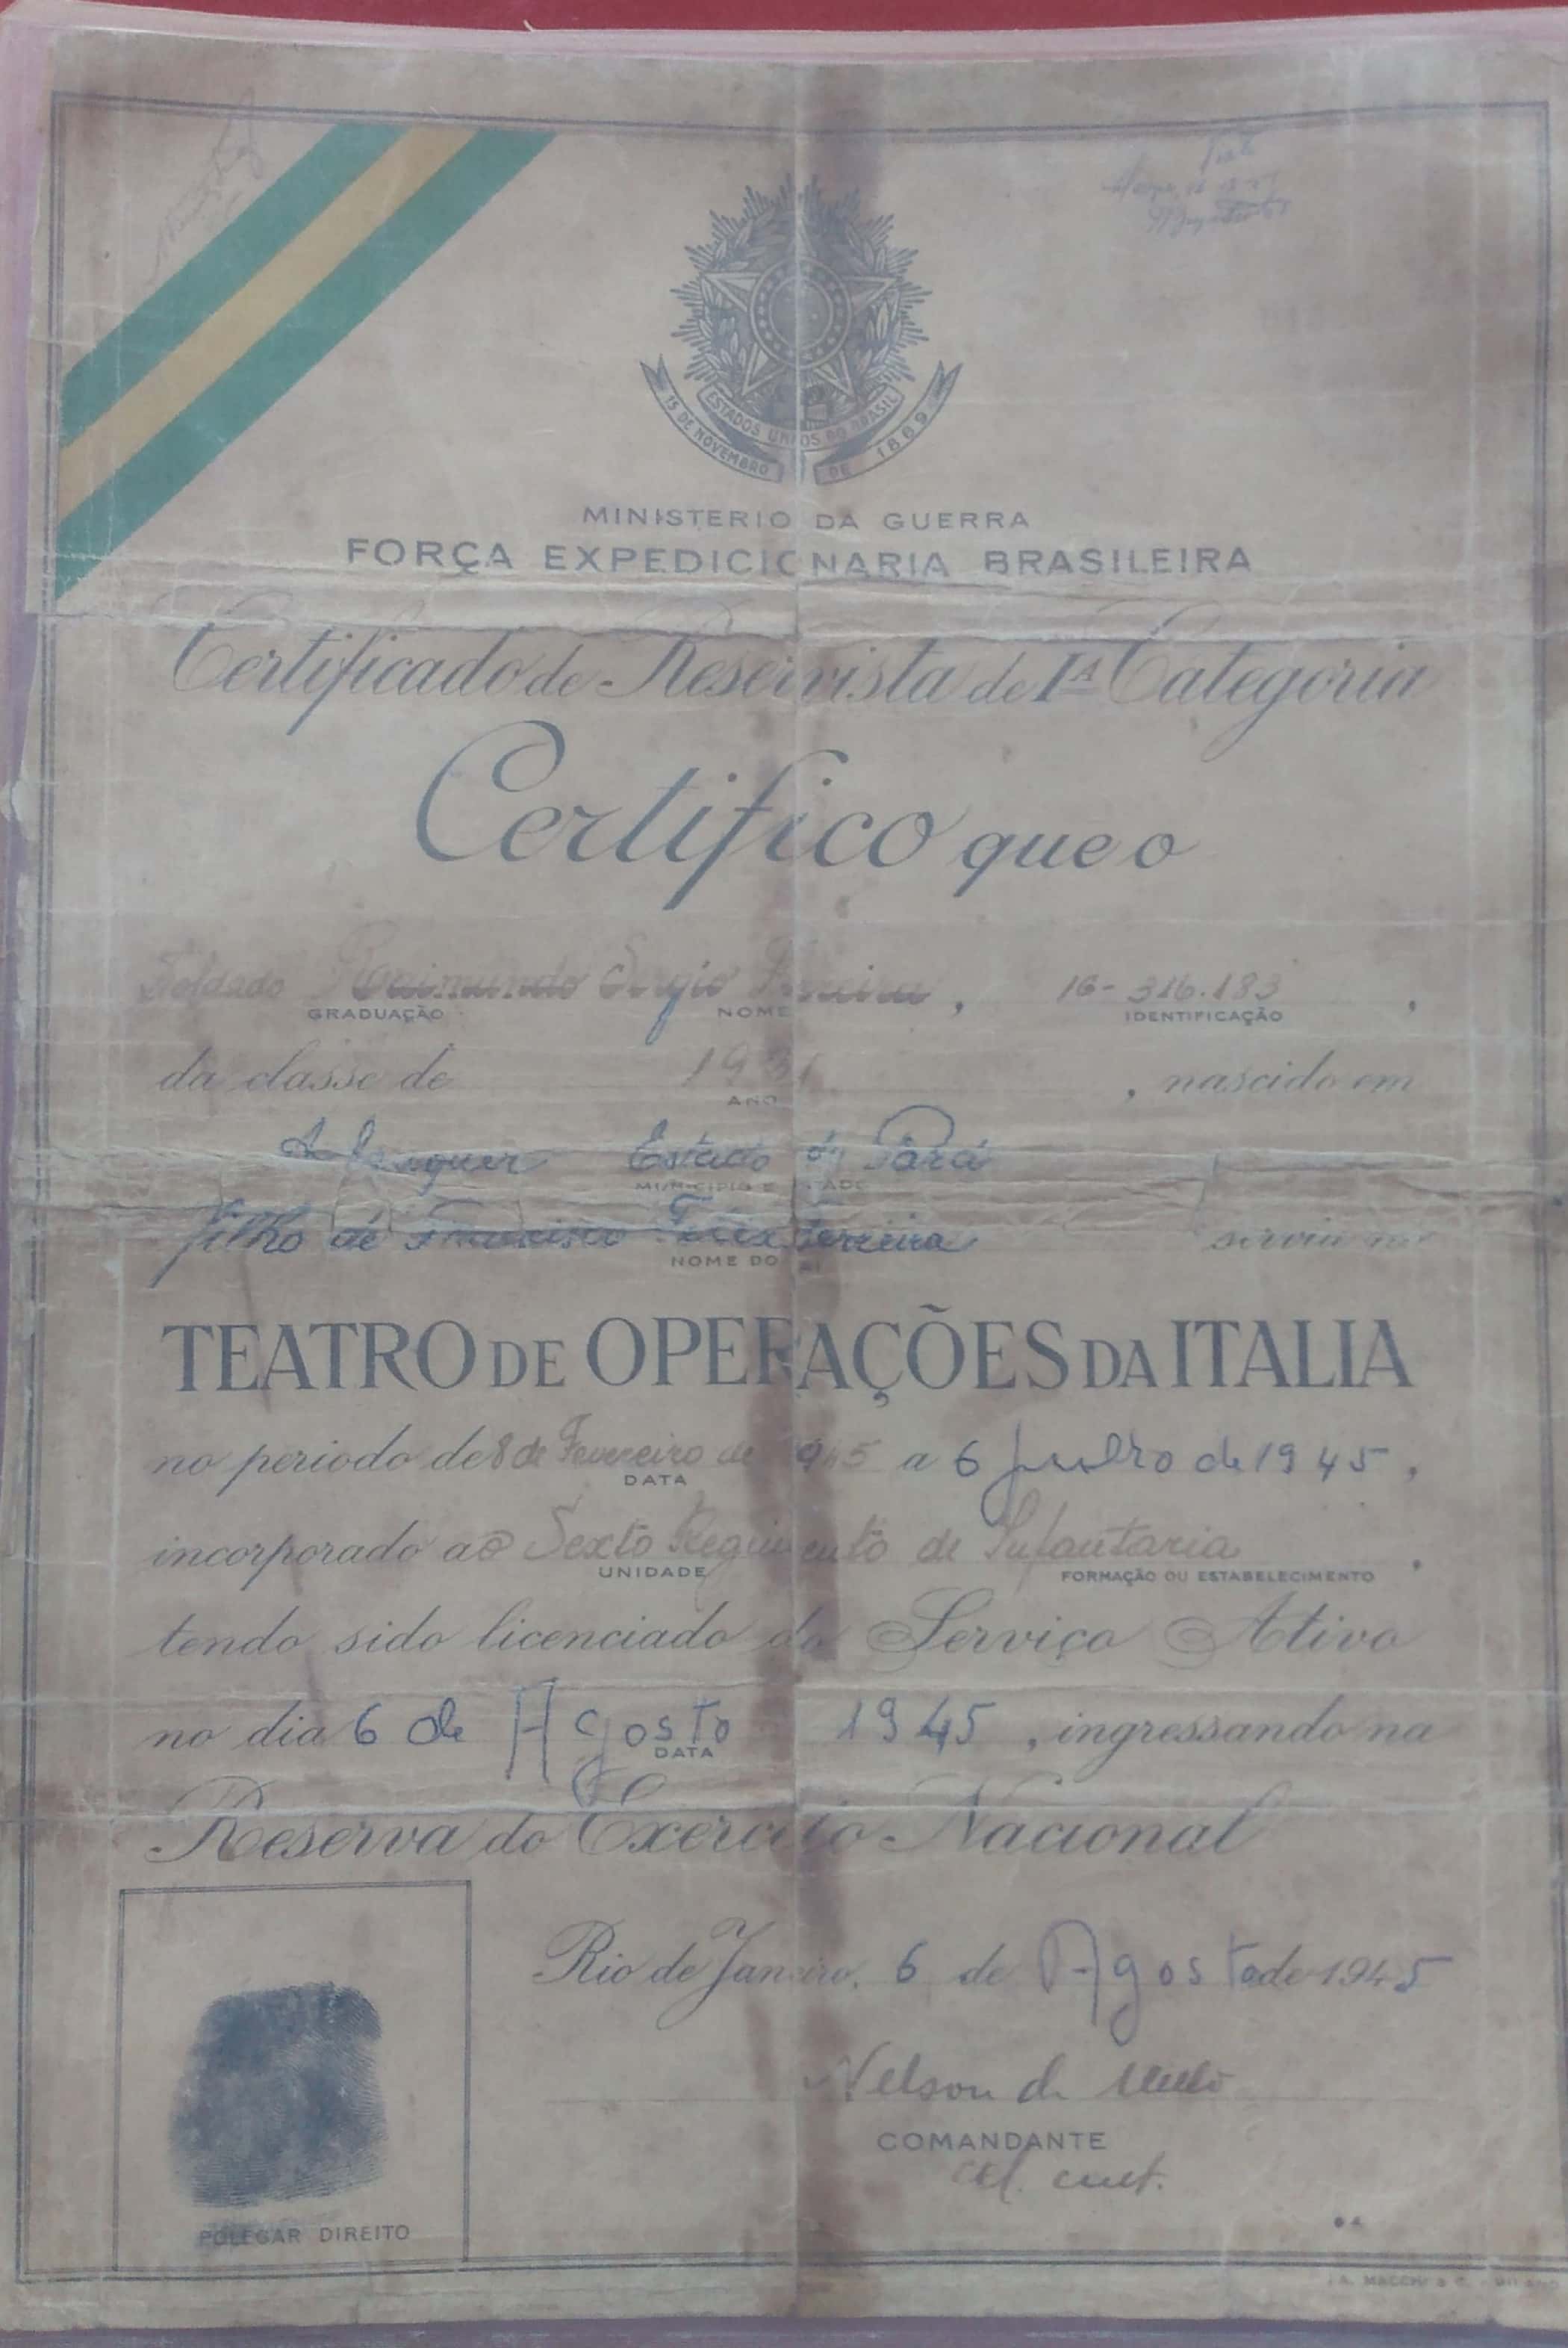 15 DE NOVEMBRO DE 1889
ESTADOS UNIDOS DO BRASIL
MINISTERIO DA GUERRA
FORÇA EXPEDICIONARIA BRASILEIRA
Certificado de Reservista de 1ª Categoria
Certifico que o
Soldado Raimundo Sergio Ferreira, 16-316.183,
GRADUAÇÃO NOME IDENTIFICAÇÃO
da classe de 1921, nascido em
ANO
Alenquer Estado do Pará
MUNICIPIO E ESTADO
filho de Francisco Ferreira serviu no
NOME DO PAI
TEATRO DE OPERAÇÕES DA ITALIA
no periodo de 8 de Fevereiro de 1945 a 6 Julho de 1945,
DATA
incorporado ao Sexto Regimento de Infantaria.
UNIDADE FORMAÇÃO OU ESTABELECIMENTO
tendo sido licenciado do Serviço Ativo
no dia 6 de Agosto 1945, ingressando na
DATA
Reserva do Exercito Nacional
Rio de Janeiro, 6 de Agosto de 1945
Nelson de Mello
COMANDANTE
Cel. cmt.
POLEGAR DIREITO